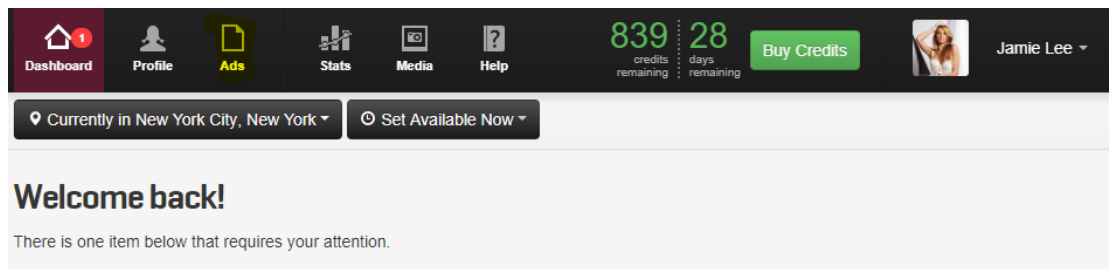 1
Dashboard Profile Ads Stats Media Help
839 28
credits remaining
days remaining
Buy Credits
Jamie Lee
Currently in New York City, New York
Set Available Now
Welcome back!
There is one item below that requires your attention.